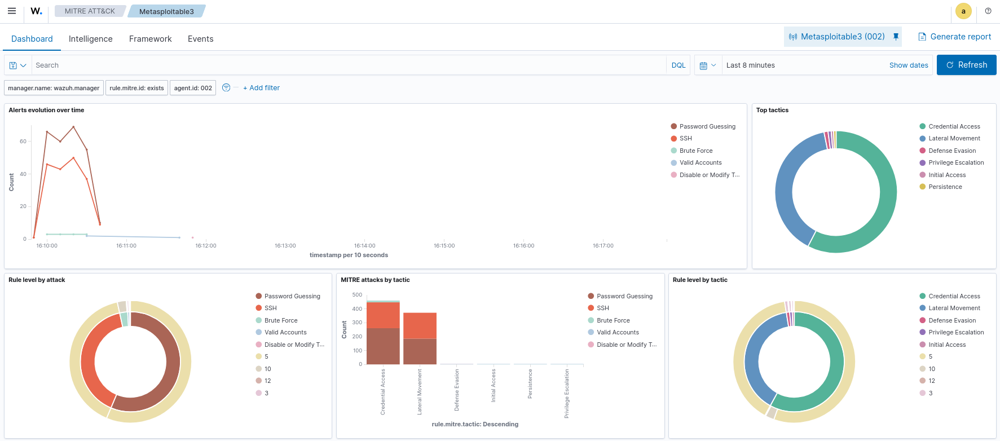 W.
MITRE ATT&CK
Metasploitable3
a
Dashboard
Intelligence
Framework
Events
Metasploitable3 (002)
Generate report
Search
DQL
Last 8 minutes
Show dates
Refresh
manager.name: wazuh.manager
rule.mitre.id: exists
agent.id: 002
+ Add filter
Alerts evolution over time
Count
60
40
20
0
16:10:00
16:11:00
16:12:00
16:13:00
16:14:00
16:15:00
16:16:00
16:17:00
timestamp per 10 seconds
Password Guessing
SSH
Brute Force
Valid Accounts
Disable or Modify T...
Top tactics
Credential Access
Lateral Movement
Defense Evasion
Privilege Escalation
Initial Access
Persistence
Rule level by attack
Password Guessing
SSH
Brute Force
Valid Accounts
Disable or Modify T...
5
10
12
3
MITRE attacks by tactic
Count
500
400
300
200
100
0
Credential Access
Lateral Movement
Defense Evasion
Initial Access
Persistence
Privilege Escalation
rule.mitre.tactic: Descending
Password Guessing
SSH
Brute Force
Valid Accounts
Disable or Modify T...
Rule level by tactic
Credential Access
Lateral Movement
Defense Evasion
Privilege Escalation
Initial Access
5
10
12
3